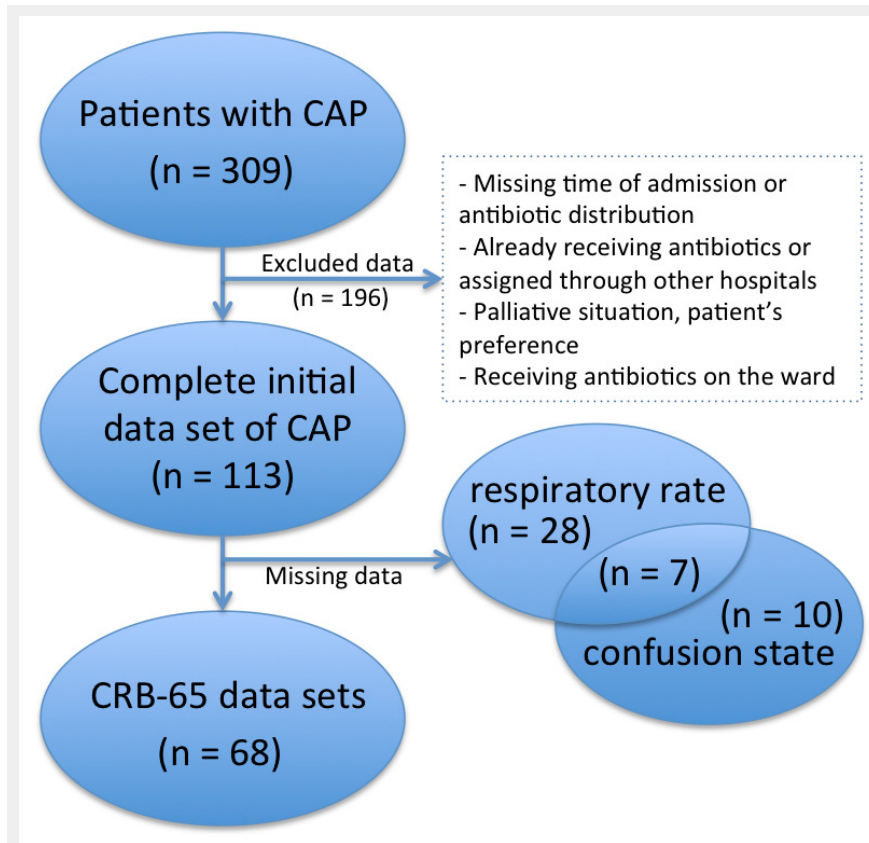 Patients with CAP
(n = 309)
Excluded data
(n = 196)
- Missing time of admission or
antibiotic distribution
- Already receiving antibiotics or
assigned through other hospitals
- Palliative situation, patient’s
preference
- Receiving antibiotics on the ward
Complete initial
data set of CAP
(n = 113)
Missing data
respiratory rate
(n = 28)
(n = 7)
(n = 10)
confusion state
CRB-65 data sets
(n = 68)